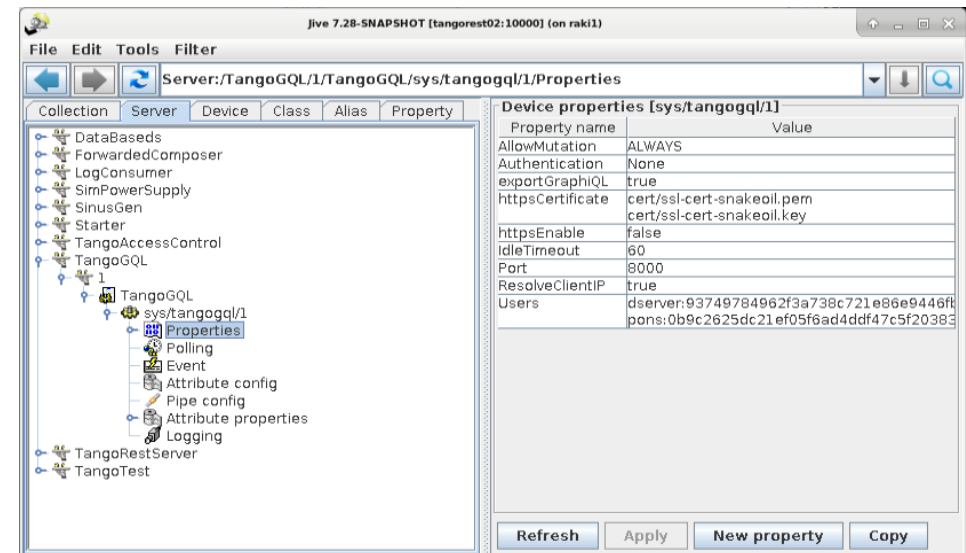 Jive 7.28-SNAPSHOT [tangorest02:10000] (on raki1)
File Edit Tools Filter
Server:/TangoGQL/1/TangoGQL/sys/tangogql/1/Properties
Collection Server Device Class Alias Property
DataBaseds
ForwardedComposer
LogConsumer
SimPowerSupply
SinusGen
Starter
TangoAccessControl
TangoGQL
1
TangoGQL
sys/tangogql/1
Properties
Polling
Event
Attribute config
Pipe config
Attribute properties
Logging
TangoRestServer
TangoTest
Device properties [sys/tangogql/1]
Property name Value
AllowMutation ALWAYS
Authentication None
exportGraphiQL true
httpsCertificate cert/ssl-cert-snakeoil.pem
cert/ssl-cert-snakeoil.key
httpsEnable false
IdleTimeout 60
Port 8000
ResolveClientIP true
Users dserver:93749784962f3a738c721e86e9446fb
pons:0b9c2625dc21ef05f6ad4ddf47c5f20383
Refresh Apply New property Copy